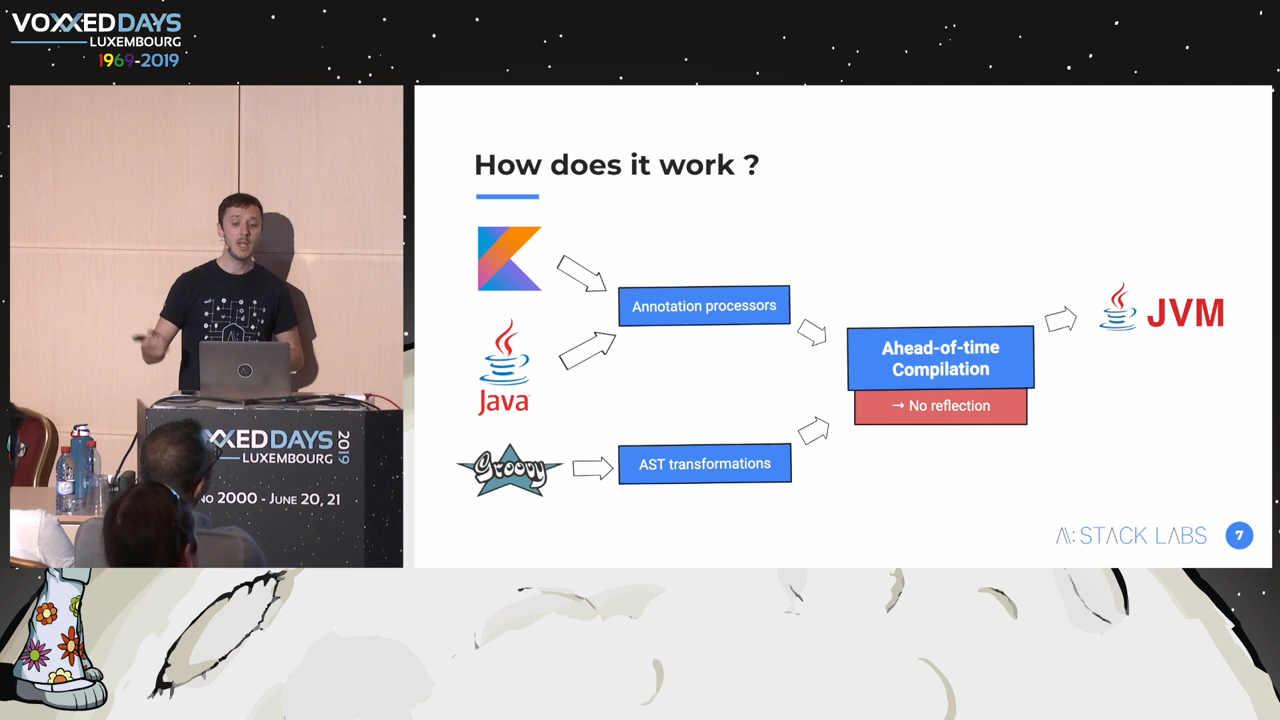 VOXXEDDAYS
LUXEMBOURG
1969-2019
How does it work ?
Annotation processors
Java
Groovy
AST transformations
Ahead-of-time
Compilation
→ No reflection
JVM
STACK LABS
7
XXEDDAYS
LUXEMBOURG
2019
NO 2000 - JUNE 20, 21